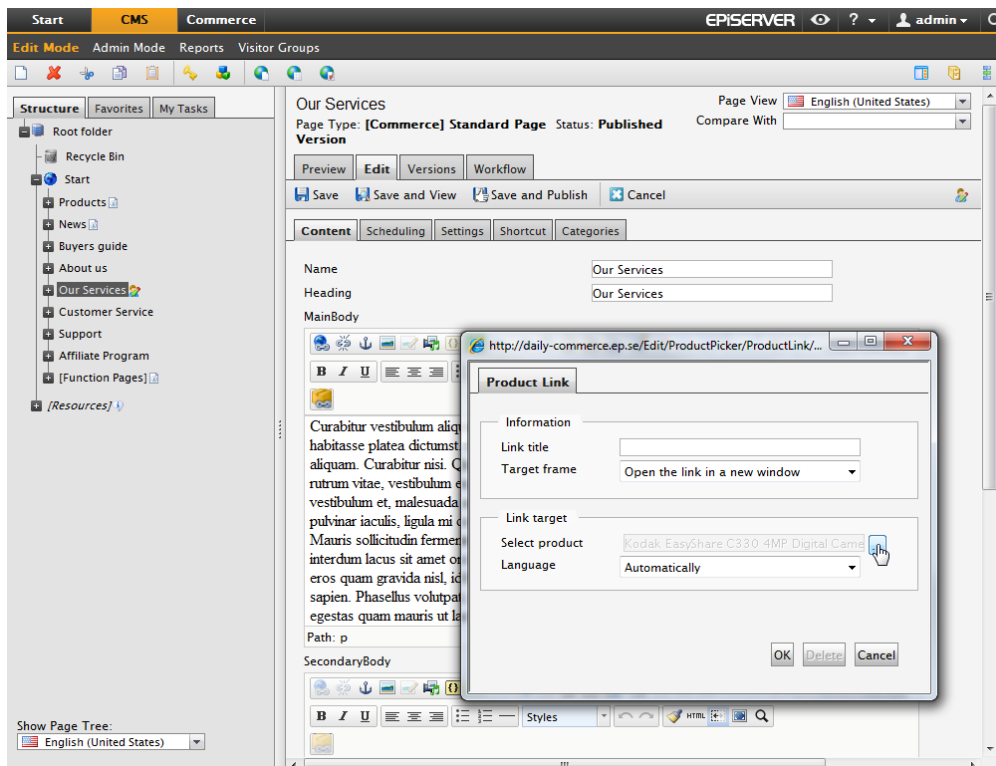 Start CMS Commerce EPiSERVER ? admin
Edit Mode Admin Mode Reports Visitor Groups
Structure Favorites My Tasks
Root folder
Recycle Bin
Start
Products
News
Buyers guide
About us
Our Services
Customer Service
Support
Affiliate Program
[Function Pages]
[Resources]
Show Page Tree:
English (United States)
Our Services
Page Type: [Commerce] Standard Page Status: Published
Version
Page View English (United States)
Compare With
Preview Edit Versions Workflow
Save Save and View Save and Publish Cancel
Content Scheduling Settings Shortcut Categories
Name Our Services
Heading Our Services
MainBody
B I U
Curabitur vestibulum
habitasse platea dictumst
aliquam. Curabitur nisi.
rutrum vitae, vestibulum
vestibulum et, malesuada
pulvinar iaculis, ligula mi
Mauris sollicitudin
interdum lacus sit amet
eros quam gravida nisl,
sapien. Phasellus
egestas quam mauris ut
Path: p
SecondaryBody
B I U Styles HTML
http://daily-commerce.ep.se/Edit/ProductPicker/ProductLink/...
Product Link
Information
Link title
Target frame Open the link in a new window
Link target
Select product Kodak EasyShare C330 4MP Digital Came
Language Automatically
OK Delete Cancel